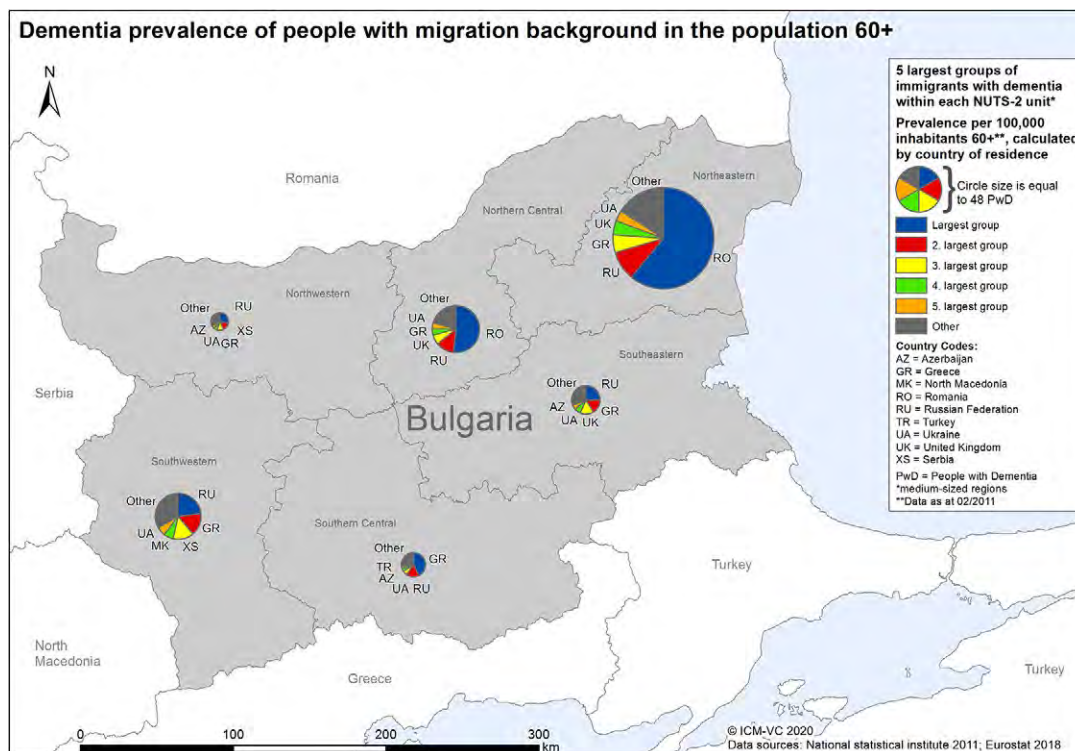 Dementia prevalence of people with migration background in the population 60+
N
5 largest groups of
immigrants with dementia
within each NUTS-2 unit*
Prevalence per 100,000
inhabitants 60+**, calculated
by country of residence
Circle size is equal
to 48 PwD
Largest group
2. largest group
3. largest group
4. largest group
5. largest group
Other
Country Codes:
AZ = Azerbaijan
GR = Greece
MK = North Macedonia
RO = Romania
RU = Russian Federation
TR = Turkey
UA = Ukraine
UK = United Kingdom
XS = Serbia
PwD = People with Dementia
*medium-sized regions
**Data as at 02/2011
Romania
Northern Central
Northeastern
Other
UA
UK
GR
RU
RO
Northwestern
Other
RU
AZ
XS
UA
GR
Other
UA
GR
UK
RU
RO
Southeastern
Other
RU
AZ
GR
UA
UK
Serbia
Bulgaria
Southwestern
Other
RU
UA
GR
MK
XS
Southern Central
Other
GR
TR
AZ
UA
RU
Turkey
North
Macedonia
Greece
Turkey
0
100
200
300
km
© ICM-VC 2020
Data sources: National statistical institute 2011; Eurostat 2018